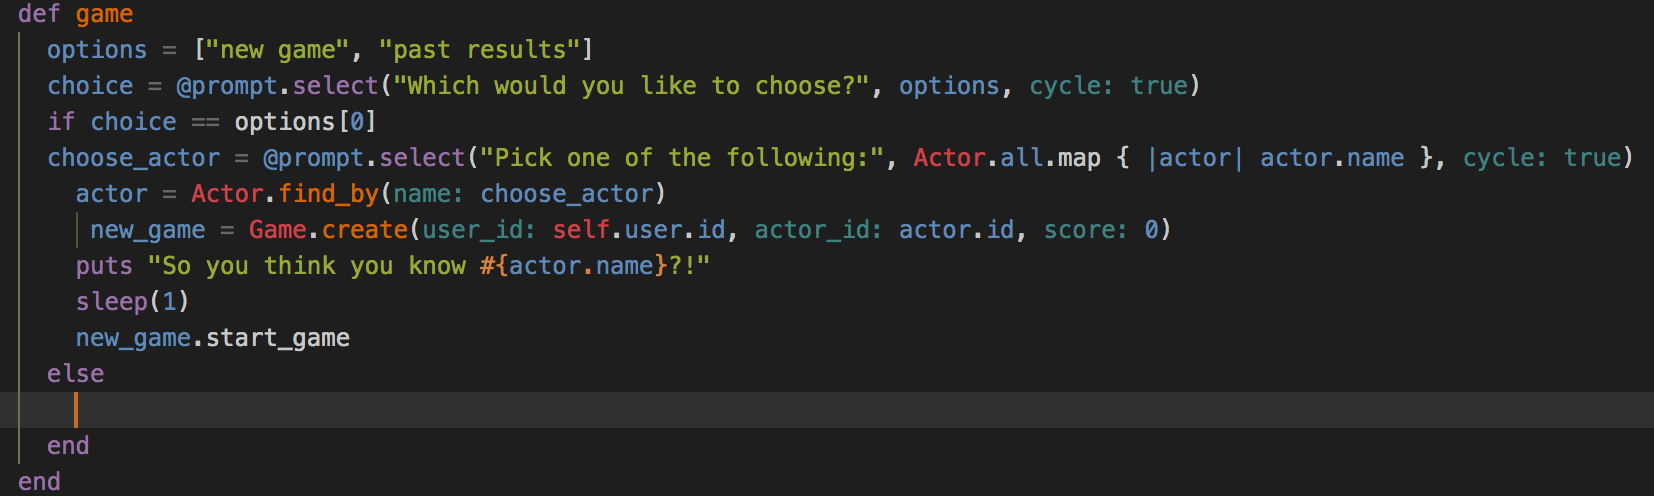 def game
  options = ["new game", "past results"]
  choice = @prompt.select("Which would you like to choose?", options, cycle: true)
  if choice == options[0]
  choose_actor = @prompt.select("Pick one of the following:", Actor.all.map { |actor| actor.name }, cycle: true)
    actor = Actor.find_by(name: choose_actor)
     new_game = Game.create(user_id: self.user.id, actor_id: actor.id, score: 0)
    puts "So you think you know #{actor.name}?!"
    sleep(1)
    new_game.start_game
  else
  end
end